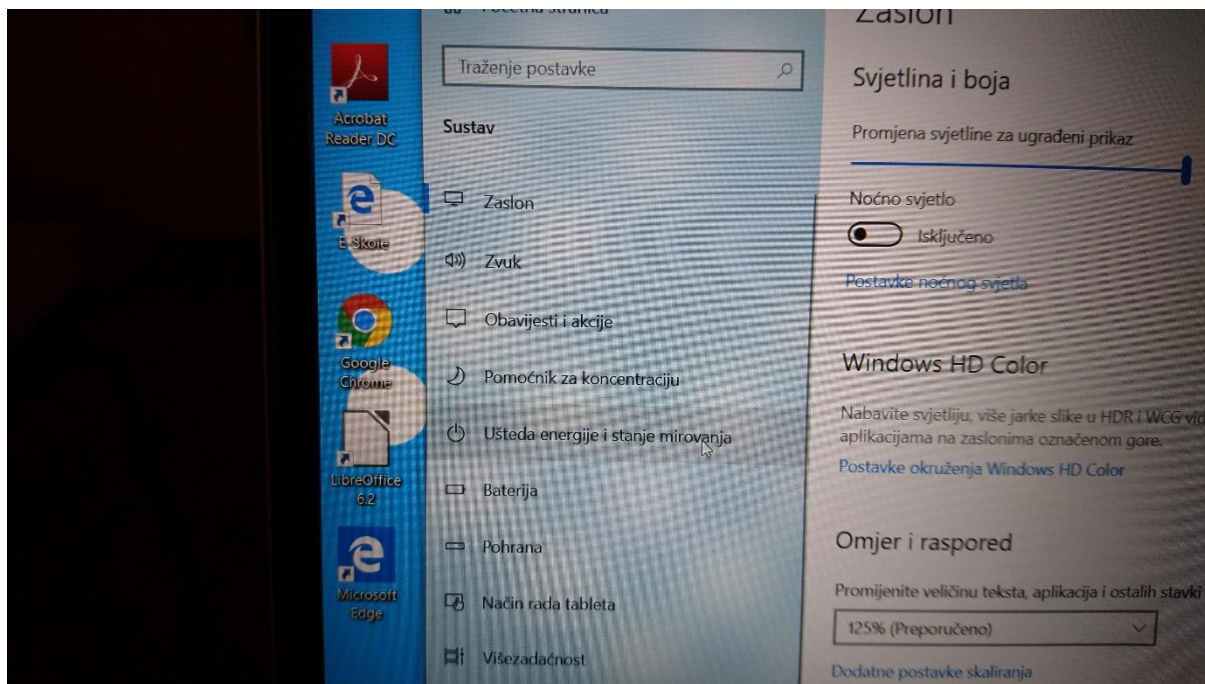 Acrobat
Reader DC
E-Škole
Google
Chrome
LibreOffice
6.2
Microsoft
Edge
Početna stranica
Traženje postavke
Sustav
Zaslon
Zvuk
Obavijesti i akcije
Pomoćnik za koncentraciju
Ušteda energije i stanje mirovanja
Baterija
Pohrana
Način rada tableta
Višezadaćnost
Zaslon
Svjetlina i boja
Promjena svjetline za ugrađeni prikaz
Noćno svjetlo
Isključeno
Postavke noćnog svjetla
Windows HD Color
Nabavite svjetliju, više jarke slike u HDR i WCG
aplikacijama na zaslonima označenom gore.
Postavke okruženja Windows HD Color
Omjer i raspored
Promijenite veličinu teksta, aplikacija i ostalih stavki
125% (Preporučeno)
Dodatne postavke skaliranja